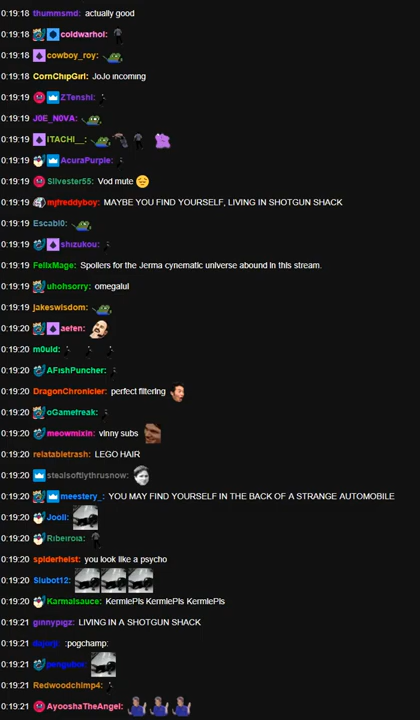 0:19:18 thummsmd: actually good
0:19:18 coldwarhol:
0:19:18 cowboy_roy:
0:19:18 CornChipGirl: JoJo incoming
0:19:19 ZTenshi:
0:19:19 J0E_N0VA:
0:19:19 ITACHI__:
0:19:19 AcuraPurple:
0:19:19 Silvester55: Vod mute
0:19:19 mjfreddyboy: MAYBE YOU FIND YOURSELF, LIVING IN SHOTGUN SHACK
0:19:19 Escabl0:
0:19:19 shizukou:
0:19:19 FelixMage: Spoilers for the Jerma cynematic universe abound in this stream.
0:19:19 uhohsorry: omegalul
0:19:19 jakeswisdom:
0:19:20 aefen:
0:19:20 m0uld:
0:19:20 AFishPuncher:
0:19:20 DragonChronicler: perfect filtering
0:19:20 oGamefreak:
0:19:20 meowmixin: vinny subs
0:19:20 relatabletrash: LEGO HAIR
0:19:20 stealsoftlythrusnow:
0:19:20 meestery_: YOU MAY FIND YOURSELF IN THE BACK OF A STRANGE AUTOMOBILE
0:19:20 Jooli:
0:19:20 Ribeiroia:
0:19:20 spiderheist: you look like a psycho
0:19:20 Slubot12:
0:19:20 Karmalsauce: KermiePls KermiePls KermiePls
0:19:21 ginnypigz: LIVING IN A SHOTGUN SHACK
0:19:21 :pogchamp:
0:19:21
0:19:21 Redwoodchimp4:
0:19:21 AyooshaTheAngel: